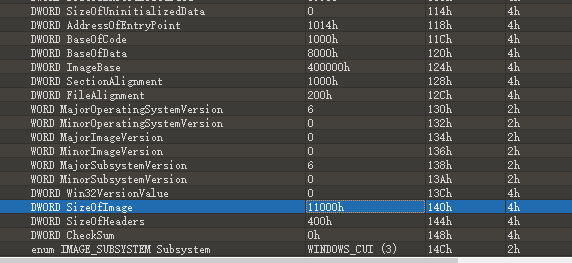 DWORD SizeOfUninitializedData 0 114h 4h
DWORD AddressOfEntryPoint 1014h 118h 4h
DWORD BaseOfCode 1000h 11Ch 4h
DWORD BaseOfData 8000h 120h 4h
DWORD ImageBase 400000h 124h 4h
DWORD SectionAlignment 1000h 128h 4h
DWORD FileAlignment 200h 12Ch 4h
WORD MajorOperatingSystemVersion 6 130h 2h
WORD MinorOperatingSystemVersion 0 132h 2h
WORD MajorImageVersion 0 134h 2h
WORD MinorImageVersion 0 136h 2h
WORD MajorSubsystemVersion 6 138h 2h
WORD MinorSubsystemVersion 0 13Ah 2h
DWORD Win32VersionValue 0 13Ch 4h
DWORD SizeOfImage 11000h 140h 4h
DWORD SizeOfHeaders 400h 144h 4h
DWORD CheckSum 0h 148h 4h
enum IMAGE_SUBSYSTEM Subsystem WINDOWS_CUI (3) 14Ch 2h